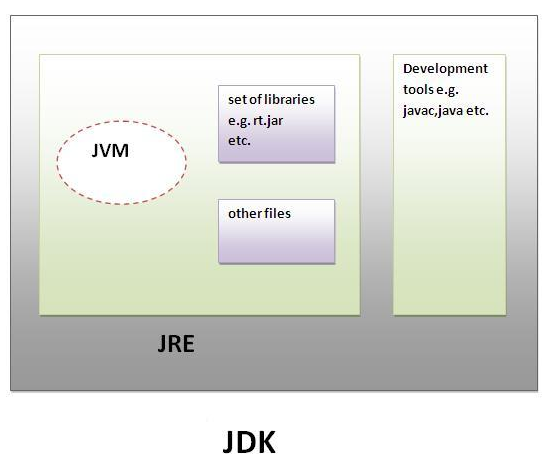 JVM
set of libraries
e.g. rt.jar
etc.
other files
Development
tools e.g.
javac,java etc.
JRE
JDK